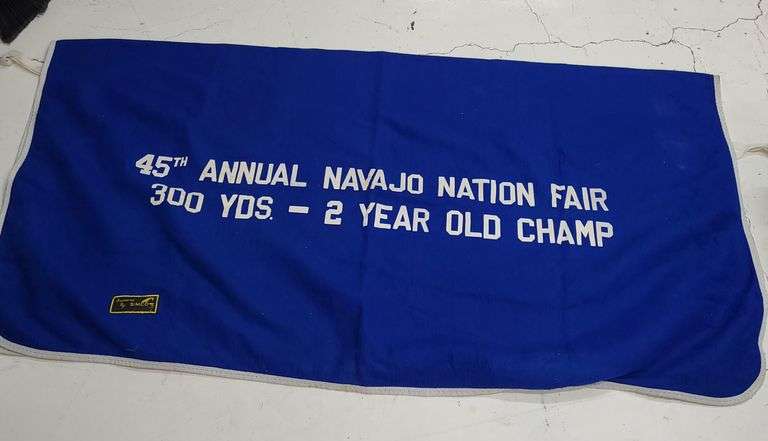 45TH ANNUAL NAVAJO NATION FAIR
300 YDS. - 2 YEAR OLD CHAMP